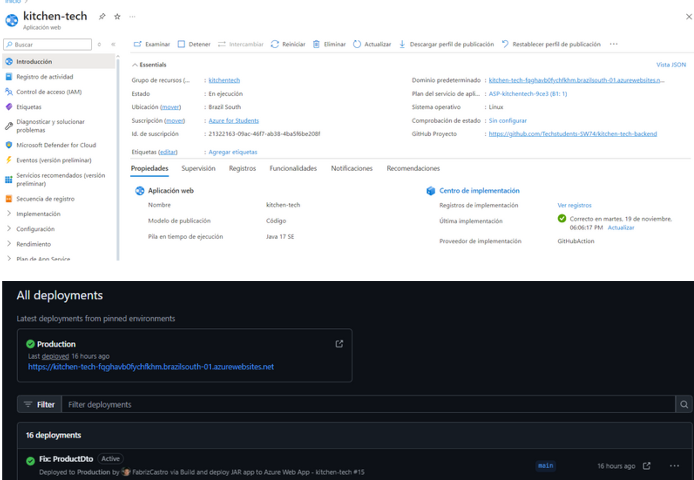 Inicio >
kitchen-tech
Aplicación web
Buscar
Examinar Detener Intercambiar Reiniciar Eliminar Actualizar Descargar perfil de publicación Restablecer perfil de publicación ...
Introducción
Registro de actividad
Control de acceso (IAM)
Etiquetas
Diagnosticar y solucionar
problemas
Microsoft Defender for Cloud
Eventos (versión preliminar)
Servicios recomendados (versión
preliminar)
Secuencia de registro
Implementación
Configuración
Rendimiento
Plan de App Service
Essentials
Vista JSON
Grupo de recursos (... : kitchentech
Estado : En ejecución
Ubicación (mover) : Brazil South
Suscripción (mover) : Azure for Students
Id. de suscripción : 21322163-09ac-46f7-ab38-4ba5f6be208f
Dominio predeterminado : kitchen-tech-fqghavb0fychfkhm.brazilsouth-01.azurewebsites.n...
Plan del servicio de apli... : ASP-kitchentech-9ce3 (B1: 1)
Sistema operativo : Linux
Comprobación de estado : Sin configurar
GitHub Proyecto : https://github.com/Techstudents-SW74/kitchen-tech-backend
Etiquetas (editar) : Agregar etiquetas
Propiedades Supervisión Registros Funcionalidades Notificaciones Recomendaciones
Aplicación web
Nombre kitchen-tech
Modelo de publicación Código
Pila en tiempo de ejecución Java 17 SE
Centro de implementación
Registros de implementación Ver registros
Última implementación Correcto en martes, 19 de noviembre,
06:06:17 PM Actualizar
Proveedor de implementación GitHubAction
All deployments
Latest deployments from pinned environments
Production
Last deployed 16 hours ago
https://kitchen-tech-fqghavb0fychfkhm.brazilsouth-01.azurewebsites.net
Filter Filter deployments
16 deployments
Fix: ProductDto Active
Deployed to Production by FabrizCastro via Build and deploy JAR app to Azure Web App - kitchen-tech #15
main 16 hours ago ...